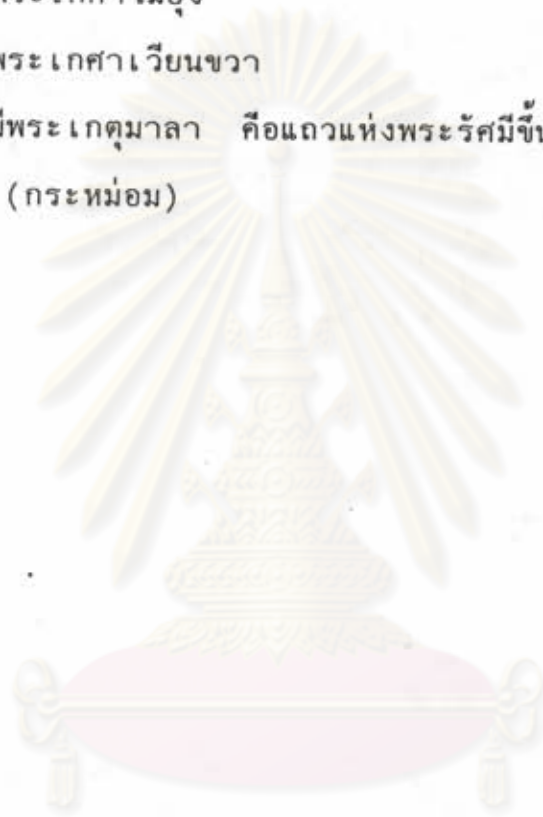 พระเกศาเวียนขวา
มีพระเกตุมาลา คือแถวแห่งพระรัศมีขึ้น
(กระหม่อม)